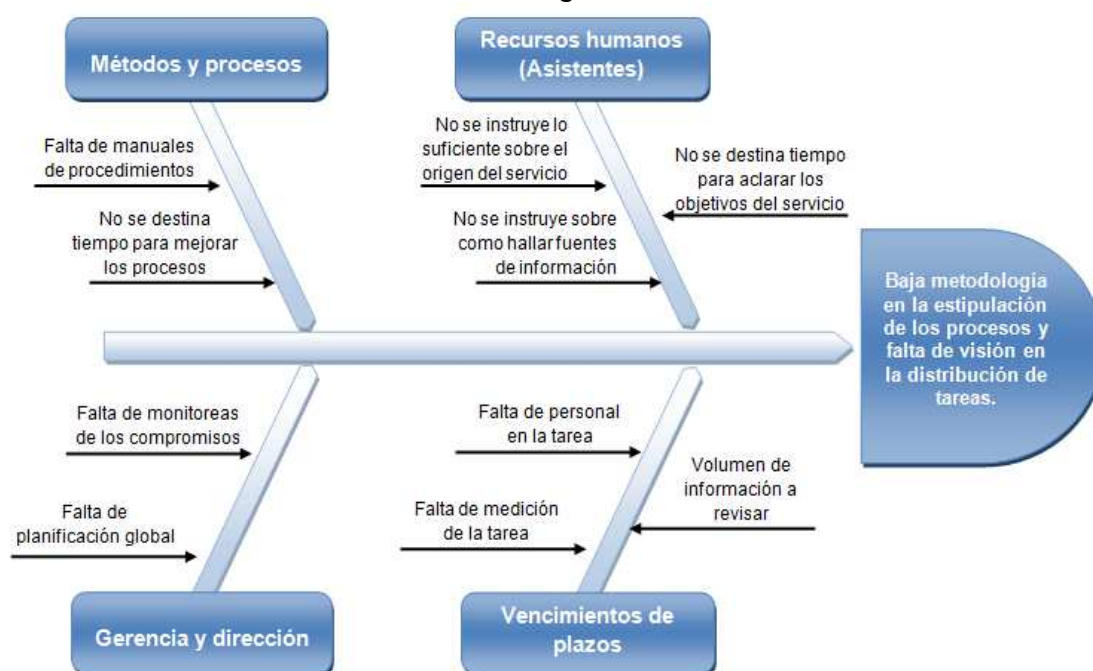 Métodos y procesos
Recursos humanos
(Asistentes)
Falta de manuales
de procedimientos
No se destina
tiempo para mejorar
los procesos
No se instruye lo
suficiente sobre el
origen del servicio
No se destina tiempo
para aclarar los
objetivos del servicio
No se instruye sobre
como hallar fuentes
de información
Baja metodología
en la estipulación
de los procesos y
falta de visión en
la distribución de
tareas.
Falta de monitoreas
de los compromisos
Falta de
planificación global
Falta de personal
en la tarea
Volumen de
información a
revisar
Falta de medición
de la tarea
Gerencia y dirección
Vencimientos de
plazos